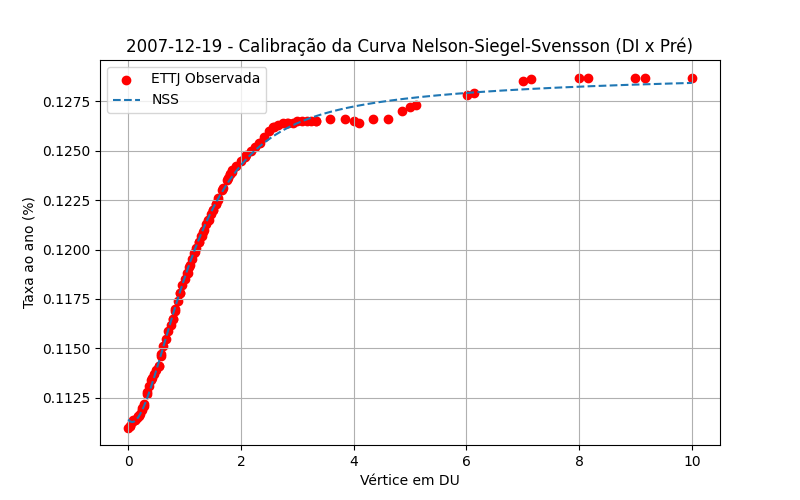 2007-12-19 - Calibração da Curva Nelson-Siegel-Svensson (DI x Pré)
ETTJ Observada
NSS
Taxa ao ano (%)
0.1275
0.1250
0.1225
0.1200
0.1175
0.1150
0.1125
0 2 4 6 8 10
Vértice em DU